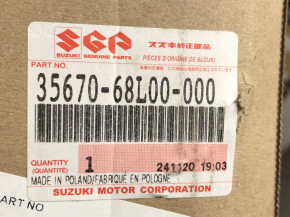 SGP
SUZUKI GENUINE PARTS
スズキ純正部品
PIÈCES D'ORIGINE DE SUZUKI
PART NO.
35670-68L00-000
QUANTITY
(QUANTITÉ)
1
241120 19:03
MADE IN POLAND/FABRIQUÉ EN POLOGNE
SUZUKI MOTOR CORPORATION
PART NO